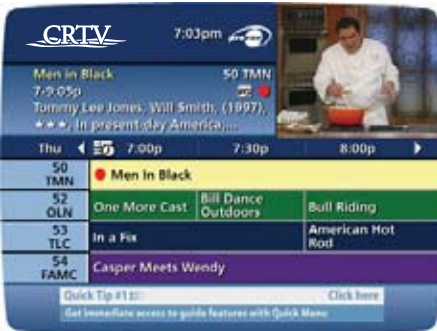 CRTV
7:03pm
Men in Black 50 TMN
7-9:05p
Tommy Lee Jones, Will Smith, (1997),
★★★, In present-day America,...
Thu 7:00p 7:30p 8:00p
50 TMN Men In Black
52 OLN One More Cast Bill Dance Outdoors Bull Riding
53 TLC In a Fix American Hot Rod
54 FAMC Casper Meets Wendy
Quick Tip #1 Click here
Get immediate access to guide features with Quick Menu